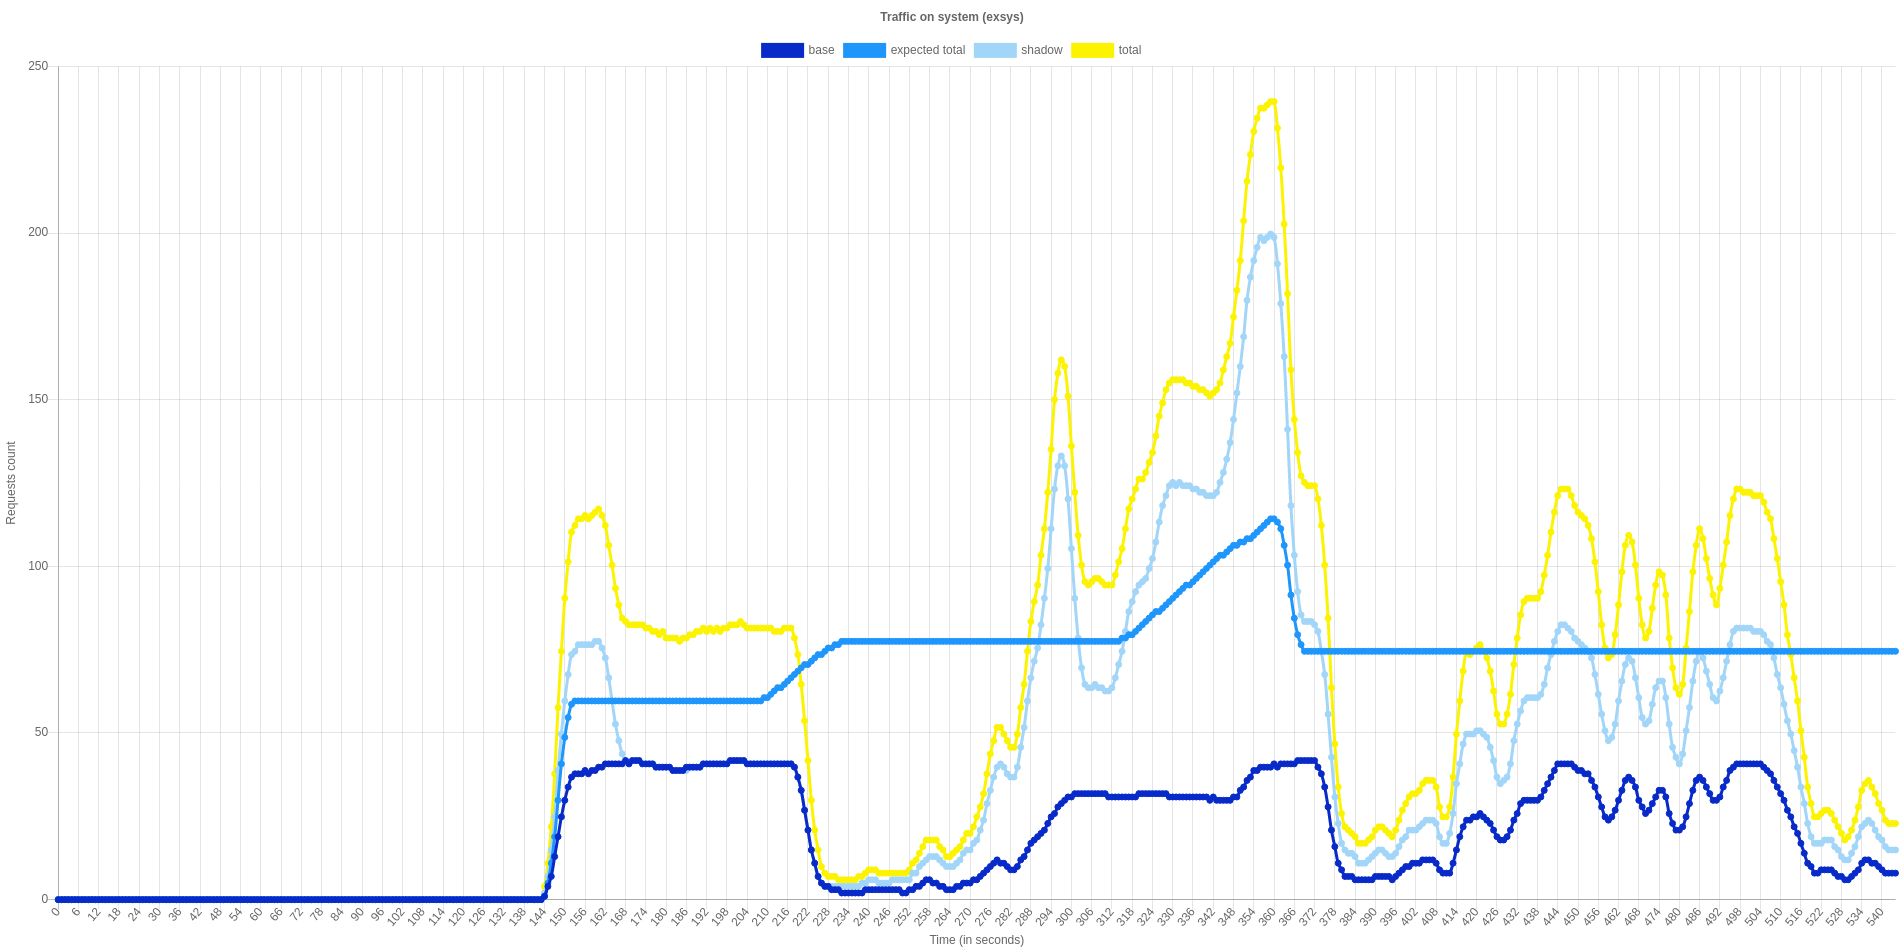 Traffic on system (exsys)
base expected total shadow total
250
200
150
100
50
0
Requests count
0 6 12 18 24 30 36 42 48 54 60 66 72 78 84 90 96 102 108 114 120 126 132 138 144 150 156 162 168 174 180 186 192 198 204 210 216 222 228 234 240 246 252 258 264 270 276 282 288 294 300 306 312 318 324 330 336 342 348 354 360 366 372 378 384 390 396 402 408 414 420 426 432 438 444 450 456 462 468 474 480 486 492 498 504 510 516 522 528 534 540
Time (in seconds)